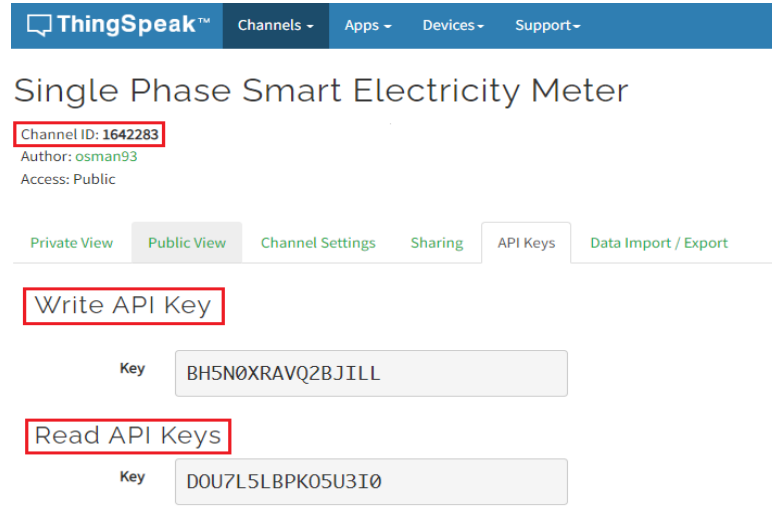 ThingSpeak™ Channels Apps Devices Support
Single Phase Smart Electricity Meter
Channel ID: 1642283
Author: osman93
Access: Public
Private View Public View Channel Settings Sharing API Keys Data Import / Export
Write API Key
Key BH5N0XRAVQ2BJILL
Read API Keys
Key DOU7L5LBPKO5U3I0